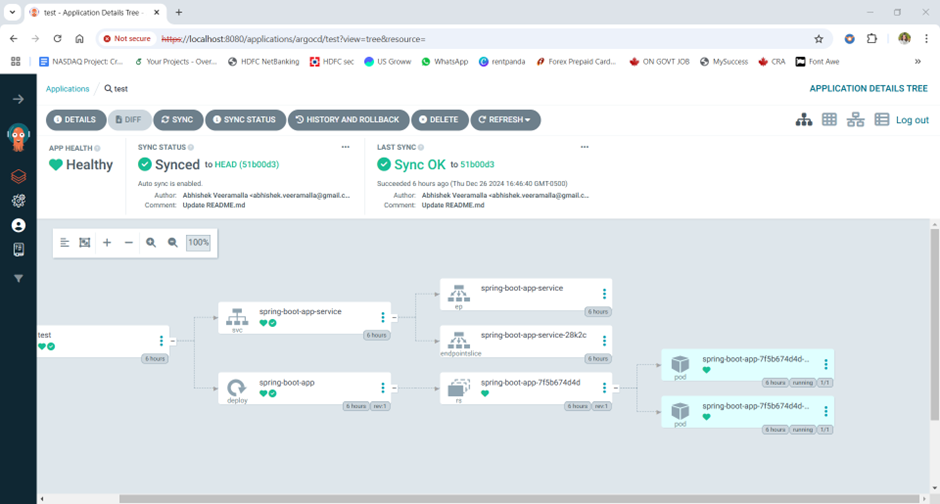 test - Application Details Tree -
Not secure https://localhost:8080/applications/argocd/test?view=tree&resource=
NASDAQ Project: Cr... Your Projects - Over... HDFC NetBanking HDFC sec US Groww WhatsApp rentpanda Forex Prepaid Card... ON GOVT JOB MySuccess CRA Font Awe »
Applications / test APPLICATION DETAILS TREE
DETAILS DIFF SYNC SYNC STATUS HISTORY AND ROLLBACK DELETE REFRESH Log out
APP HEALTH SYNC STATUS LAST SYNC
Healthy Synced to HEAD (51b00d3) Sync OK to 51b00d3
Auto sync is enabled. Succeeded 6 hours ago (Thu Dec 26 2024 16:46:40 GMT-0500)
Author: Abhishek Veeramalla <abhishek.veeramalla@gmail.c... Author: Abhishek Veeramalla <abhishek.veeramalla@gmail.c...
Comment: Update README.md Comment: Update README.md
100%
test
6 hours
spring-boot-app-service
svc
6 hours
spring-boot-app-service
ep
6 hours
spring-boot-app-service-28k2c
endpointslice
6 hours
spring-boot-app
deploy
6 hours rev:1
spring-boot-app-7f5b674d4d
rs
6 hours rev:1
spring-boot-app-7f5b674d4d-...
pod
6 hours running 1/1
spring-boot-app-7f5b674d4d-...
pod
6 hours running 1/1